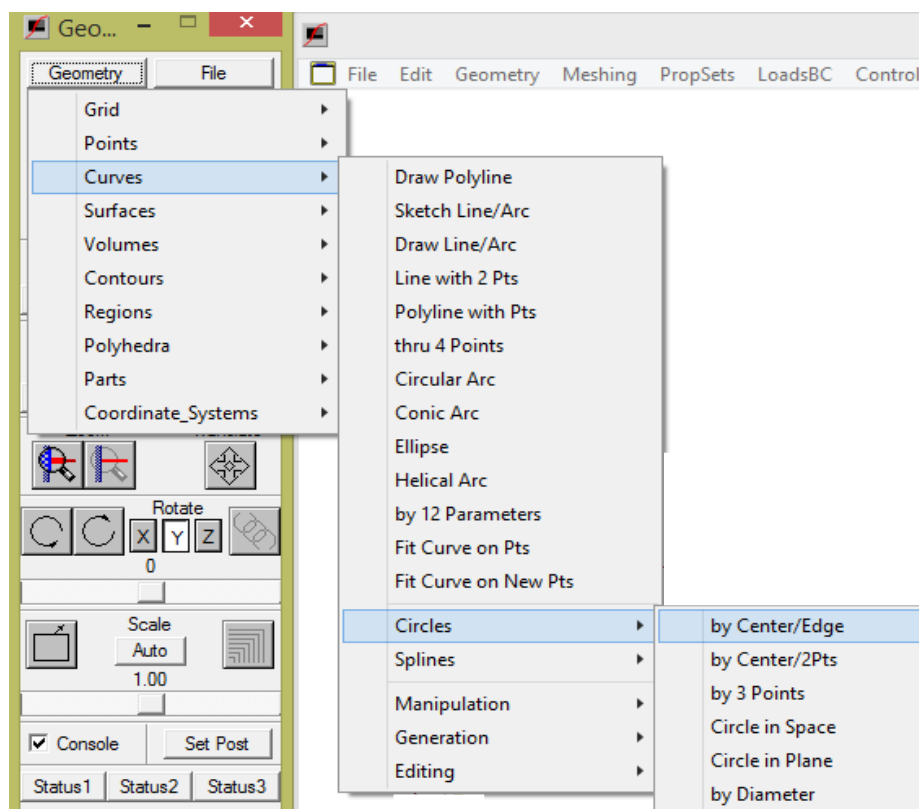 Geo...
Geometry File
File Edit Geometry Meshing PropSets LoadsBC Control
Grid
Points
Curves
Surfaces
Volumes
Contours
Regions
Polyhedra
Parts
Coordinate_Systems
Draw Polyline
Sketch Line/Arc
Draw Line/Arc
Line with 2 Pts
Polyline with Pts
thru 4 Points
Circular Arc
Conic Arc
Ellipse
Helical Arc
by 12 Parameters
Fit Curve on Pts
Fit Curve on New Pts
Circles
Splines
Manipulation
Generation
Editing
by Center/Edge
by Center/2Pts
by 3 Points
Circle in Space
Circle in Plane
by Diameter
Rotate
X Y Z
0
Scale
Auto
1.00
Console Set Post
Status1 Status2 Status3